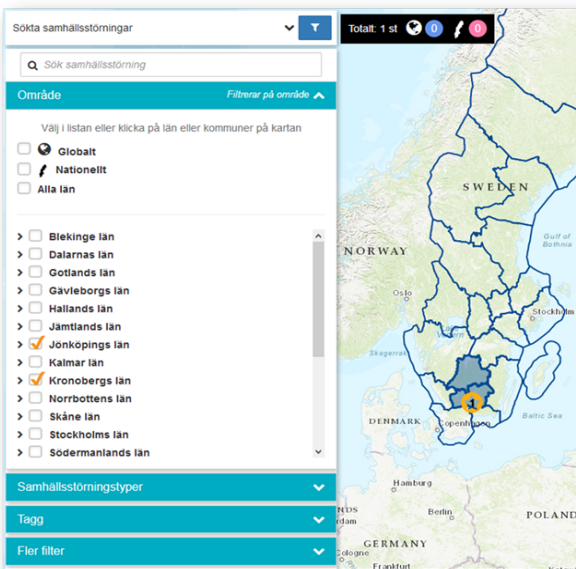 Sökta samhällsstörningar
Totalt: 1 st 0 0
Sök samhällsstörning
Område
Filtrerar på område
Välj i listan eller klicka på län eller kommuner på kartan
Globalt
Nationellt
Alla län
Blekinge län
Dalarnas län
Gotlands län
Gävleborgs län
Hallands län
Jämtlands län
Jönköpings län
Kalmar län
Kronobergs län
Norrbottens län
Skåne län
Stockholms län
Södermanlands län
Samhällsstörningstyper
Tagg
Fler filter
SWEDEN
Gulf of
Bothnia
NORWAY
Oslo
Stockholm
Skagerrak
1
DENMARK
Copenhagen
Baltic Sea
Hamburg
Berlin
POLAND
GERMANY
Cologne
Frankfurt